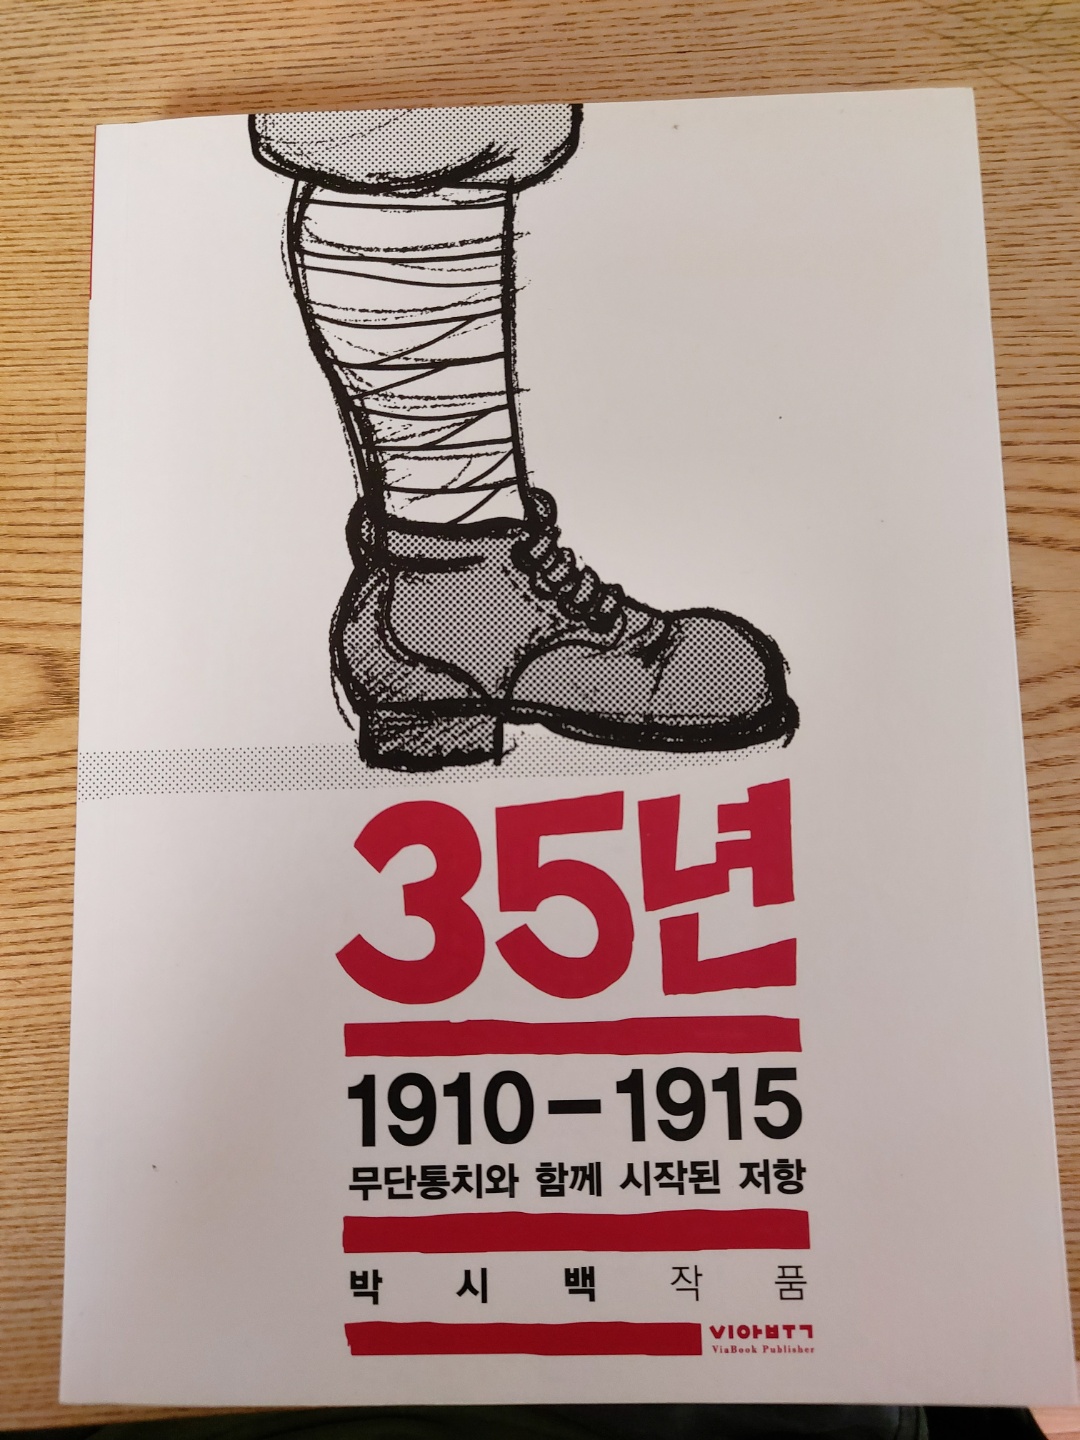 35년
1910-1915
무단통치와 함께 시작된 저항
박시백 작품
비아북
ViaBook Publisher